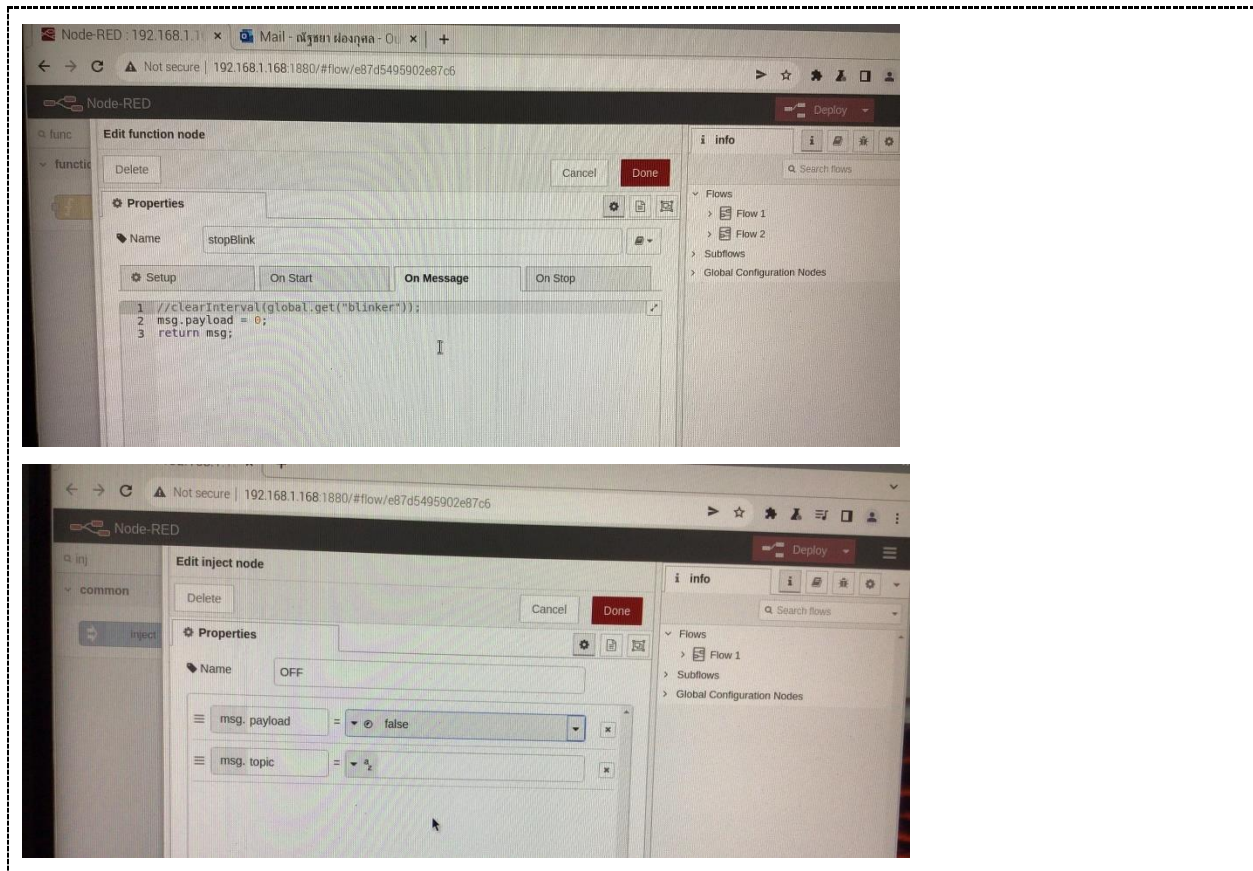 Node-RED : 192.168.1.1 Mail - ณัฐชยา ฝองกุศล - Ou
Not secure | 192.168.1.168:1880/#flow/e87d5495902e87c6
Node-RED Deploy
func Edit function node info
Search flows
functio Delete Cancel Done
Flows
Properties
Flow 1
Name stopBlink Flow 2
Subflows
Setup On Start On Message On Stop Global Configuration Nodes
1 //clearInterval(global.get("blinker"));
2 msg.payload = 0;
3 return msg;
Not secure | 192.168.1.168:1880/#flow/e87d5495902e87c6
Node-RED Deploy
inj Edit inject node info
common Delete Cancel Done Search flows
inject Properties Flows
Flow 1
Name OFF Subflows
Global Configuration Nodes
msg. payload = false
msg. topic = az